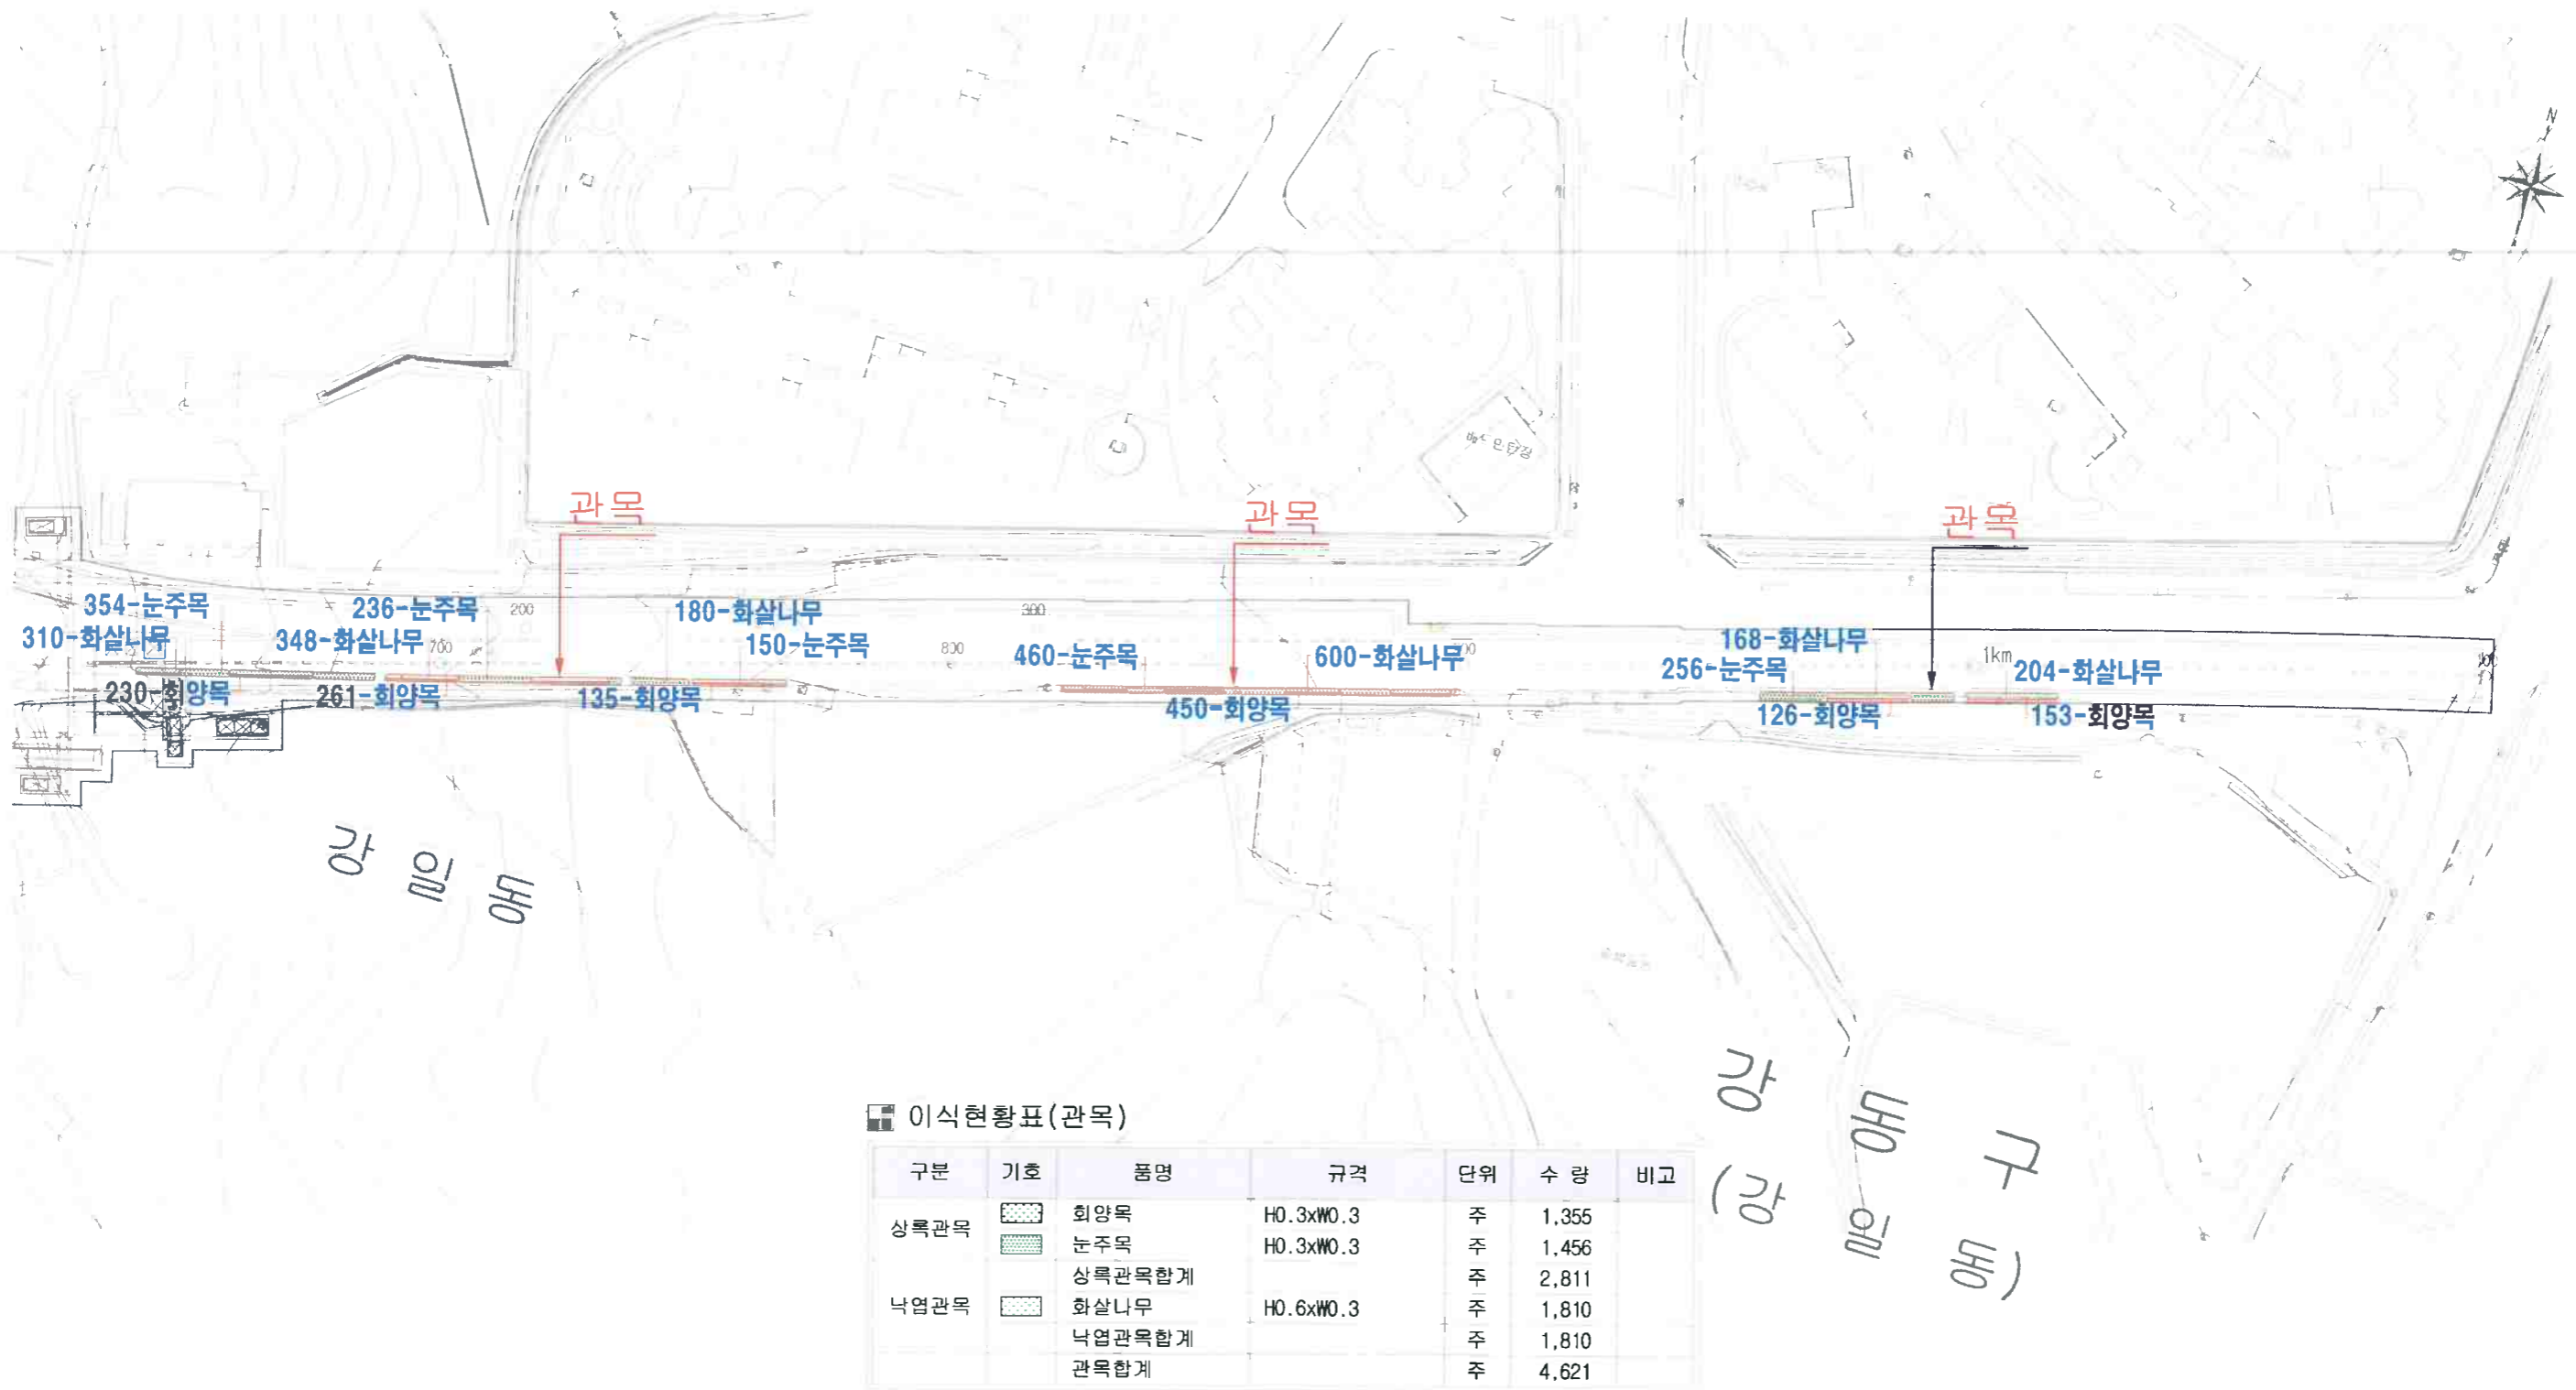 N
배수펌프장
관목
관목
관목
354-눈주목
236-눈주목
200
180-화살나무
300
310-화살나무
348-화살나무
700
150-눈주목
800
460-눈주목
600-화살나무
168-화살나무
256-눈주목
1km
204-화살나무
230-회양목
261-회양목
135-회양목
450-회양목
126-회양목
153-회양목
강일동
강동구
(강일동)
이식현황표(관목)
구분 기호 품명 규격 단위 수 량 비고
상록관목 회양목 H0.3xW0.3 주 1,355
눈주목 H0.3xW0.3 주 1,456
상록관목합계 주 2,811
낙엽관목 화살나무 H0.6xW0.3 주 1,810
낙엽관목합계 주 1,810
관목합계 주 4,621